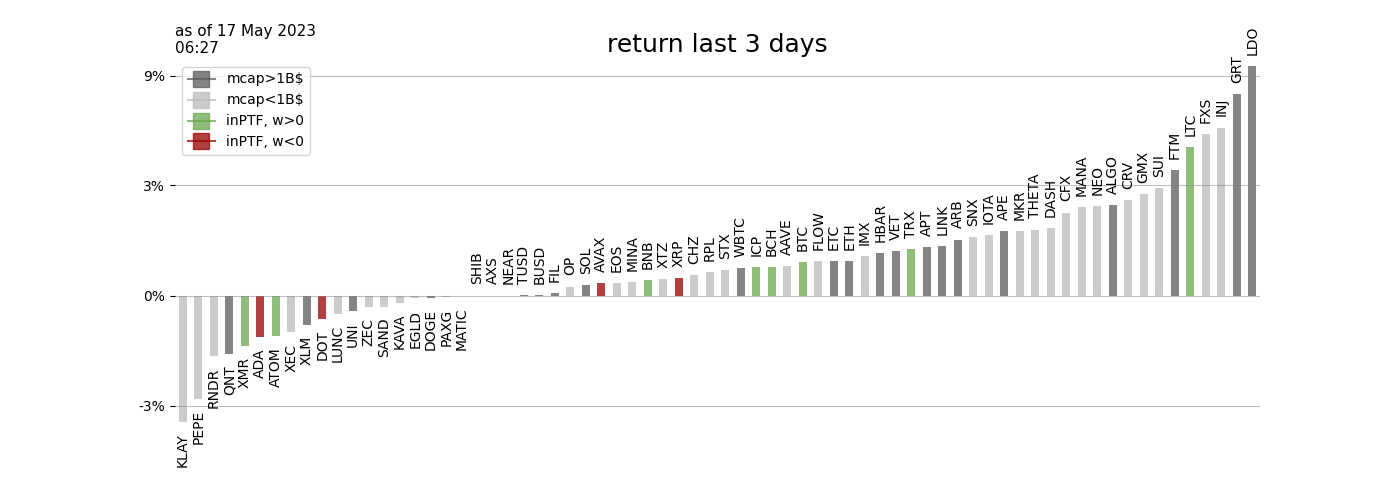 as of 17 May 2023
06:27
return last 3 days
mcap>1B$
mcap<1B$
inPTF, w>0
inPTF, w<0
9%
3%
0%
-3%
KLAY
PEPE
RNDR
QNT
XMR
ADA
ATOM
XEC
XLM
DOT
LUNC
UNI
ZEC
SAND
KAVA
EGLD
DOGE
PAXG
MATIC
SHIB
AXS
NEAR
TUSD
BUSD
FIL
OP
SOL
AVAX
EOS
MINA
BNB
XTZ
XRP
CHZ
RPL
STX
WBTC
ICP
BCH
AAVE
BTC
FLOW
ETC
ETH
IMX
HBAR
VET
TRX
APT
LINK
ARB
SNX
IOTA
APE
MKR
THETA
DASH
CFX
MANA
NEO
ALGO
CRV
GMX
SUI
FTM
LTC
FXS
INJ
GRT
LDO